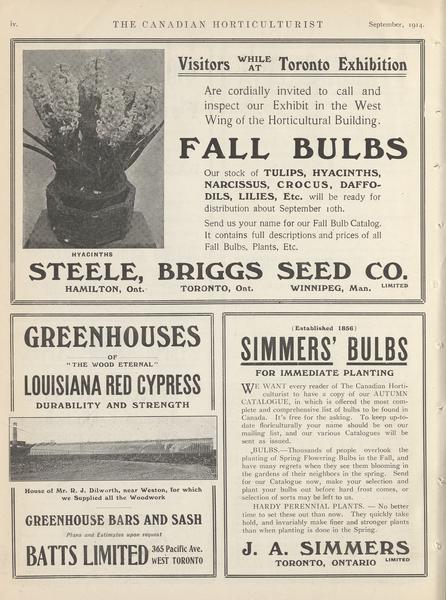 iv.
THE CANADIAN HORTICULTURIST
September, 1914.
Visitors WHILE AT Toronto Exhibition
Are cordially invited to call and
inspect our Exhibit in the West
Wing of the Horticultural Building.
FALL BULBS
Our stock of TULIPS, HYACINTHS,
NARCISSUS, CROCUS, DAFFO-
DILS, LILIES, Etc. will be ready for
distribution about September 10th.
Send us your name for our Fall Bulb Catalog.
It contains full descriptions and prices of all
Fall Bulbs, Plants, Etc.
HYACINTHS
STEELE, BRIGGS SEED CO.
LIMITED
HAMILTON, Ont. TORONTO, Ont. WINNIPEG, Man.
GREENHOUSES
OF
"THE WOOD ETERNAL"
LOUISIANA RED CYPRESS
DURABILITY AND STRENGTH
House of Mr. R. J. Dilworth, near Weston, for which
we Supplied all the Woodwork
GREENHOUSE BARS AND SASH
Plans and Estimates upon request
BATTS LIMITED 365 Pacific Ave.
WEST TORONTO
(Established 1856)
SIMMERS' BULBS
FOR IMMEDIATE PLANTING
WE WANT every reader of The Canadian Horti-
culturist to have a copy of our AUTUMN
CATALOGUE, in which is offered the most com-
plete and comprehensive list of bulbs to be found in
Canada. It's free for the asking. To keep up-to-
date floriculturally your name should be on our
mailing list, and our various Catalogues will be
sent as issued.
BULBS.—Thousands of people overlook the
planting of Spring Flowering Bulbs in the Fall, and
have many regrets when they see them blooming in
the gardens of their neighbors in the spring. Send
for our Catalogue now, make your selection and
plant your bulbs before hard frost comes, or
selection of sorts may be left to us.
HARDY PERENNIAL PLANTS. — No better
time to set these out than now. They quickly take
hold, and invariably make finer and stronger plants
than when planting is done in the Spring.
J. A. SIMMERS
LIMITED
TORONTO, ONTARIO